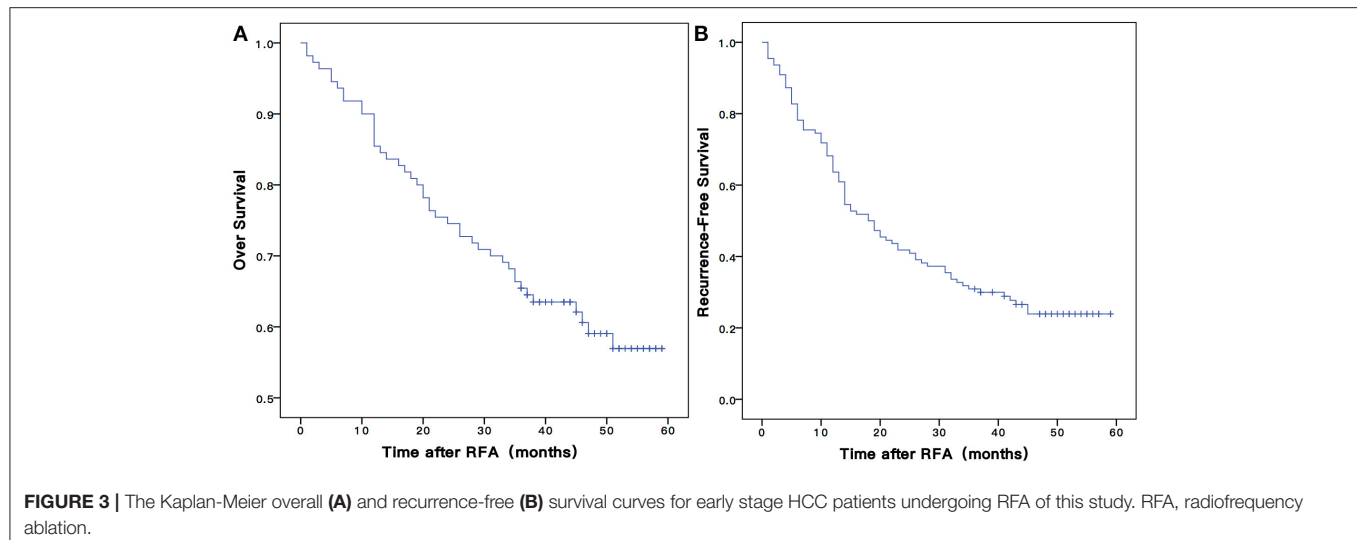 A
1.0
0.9
0.8
0.7
0.6
0.5
Over Survival
0 10 20 30 40 50 60
Time after RFA (months)
B
1.0
0.8
0.6
0.4
0.2
0.0
Recurrence-Free Survival
0 10 20 30 40 50 60
Time after RFA (months)
FIGURE 3 | The Kaplan-Meier overall (A) and recurrence-free (B) survival curves for early stage HCC patients undergoing RFA of this study. RFA, radiofrequency
ablation.